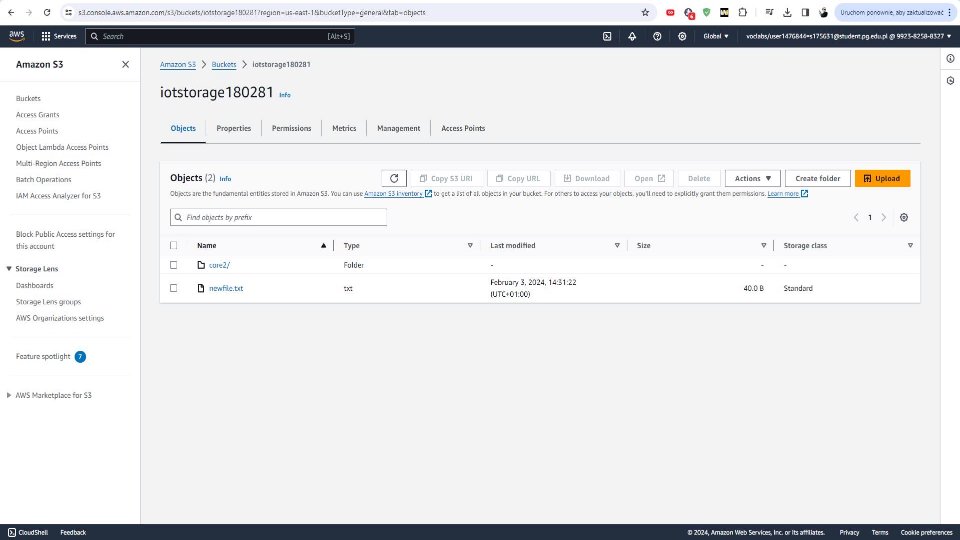 s3.console.aws.amazon.com/s3/buckets/iotstorage180281?region=us-east-1&bucketType=general&tab=objects
Uruchom ponownie, aby zaktualizować
aws
Services
Search
[Alt+S]
Global
voclabs/user1476844=s175631@student.pg.edu.pl @ 9923-8258-8327
Amazon S3
Buckets
Access Grants
Access Points
Object Lambda Access Points
Multi-Region Access Points
Batch Operations
IAM Access Analyzer for S3
Block Public Access settings for
this account
Storage Lens
Dashboards
Storage Lens groups
AWS Organizations settings
Feature spotlight 7
AWS Marketplace for S3
Amazon S3 > Buckets > iotstorage180281
iotstorage180281 Info
Objects
Properties
Permissions
Metrics
Management
Access Points
Objects (2) Info
Copy S3 URI
Copy URL
Download
Open
Delete
Actions
Create folder
Upload
Objects are the fundamental entities stored in Amazon S3. You can use Amazon S3 inventory to get a list of all objects in your bucket. For others to access your objects, you'll need to explicitly grant them permissions. Learn more
Find objects by prefix
1
Name Type Last modified Size Storage class
core2/ Folder - - -
newfile.txt txt February 3, 2024, 14:31:22 40.0 B Standard
(UTC+01:00)
CloudShell Feedback
© 2024, Amazon Web Services, Inc. or its affiliates. Privacy Terms Cookie preferences